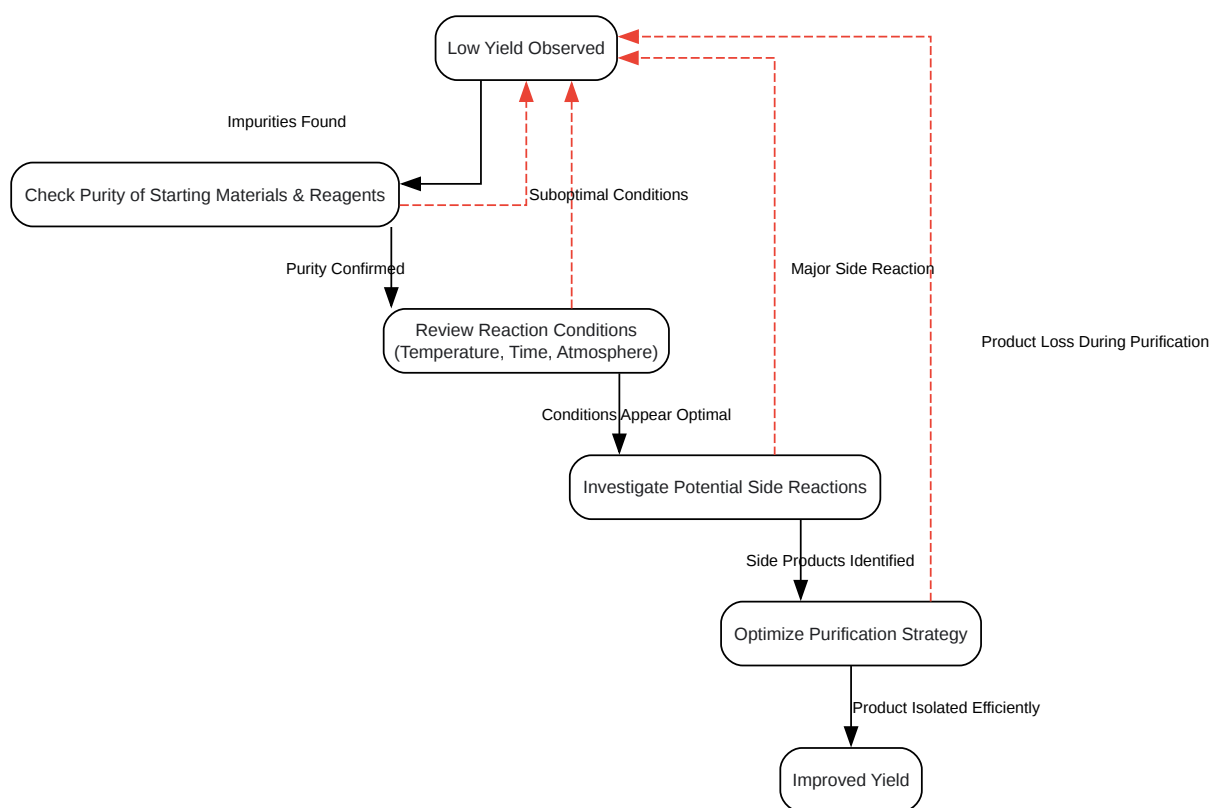 Low Yield Observed
Impurities Found
Check Purity of Starting Materials & Reagents
Suboptimal Conditions
Purity Confirmed
Major Side Reaction
Review Reaction Conditions
(Temperature, Time, Atmosphere)
Product Loss During Purification
Conditions Appear Optimal
Investigate Potential Side Reactions
Side Products Identified
Optimize Purification Strategy
Product Isolated Efficiently
Improved Yield